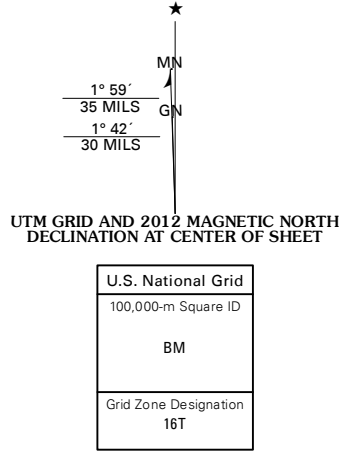 ★
MN
1° 59´
35 MILS
GN
1° 42´
30 MILS
UTM GRID AND 2012 MAGNETIC NORTH
DECLINATION AT CENTER OF SHEET
U.S. National Grid
100,000-m Square ID
BM
Grid Zone Designation
16T